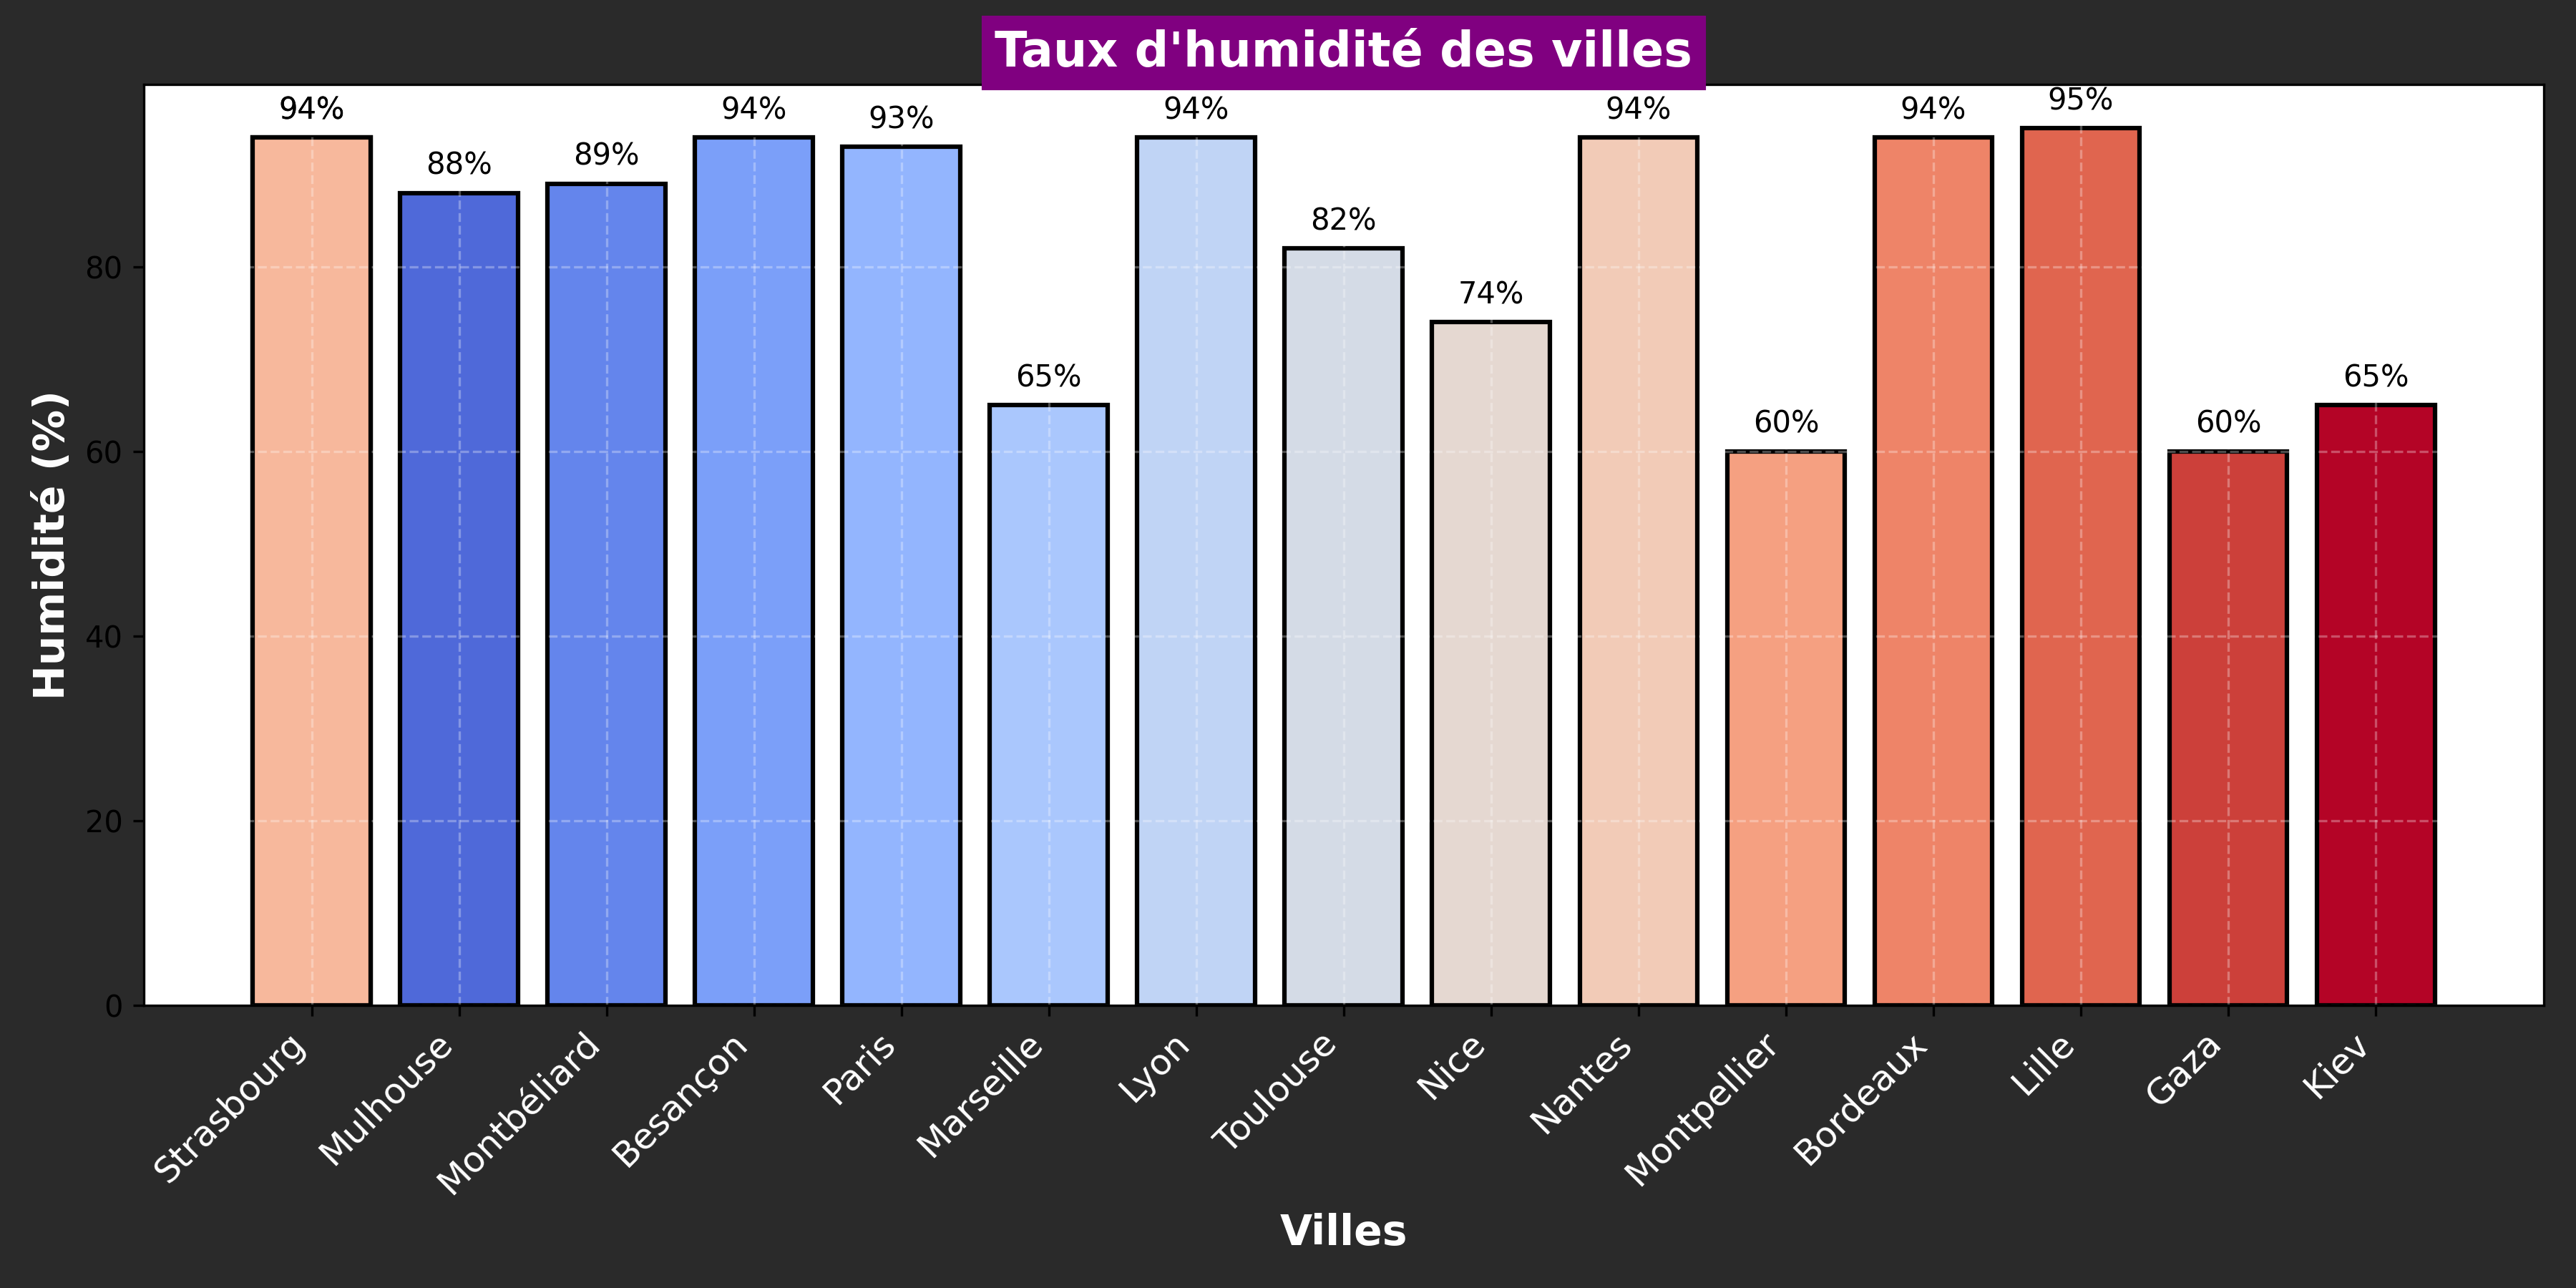 Taux d'humidité des villes
94%
88%
89%
94%
93%
65%
94%
82%
74%
94%
60%
94%
95%
60%
65%
Humidité (%)
80
60
40
20
0
Strasbourg
Mulhouse
Montbéliard
Besançon
Paris
Marseille
Lyon
Toulouse
Nice
Nantes
Montpellier
Bordeaux
Lille
Gaza
Kiev
Villes